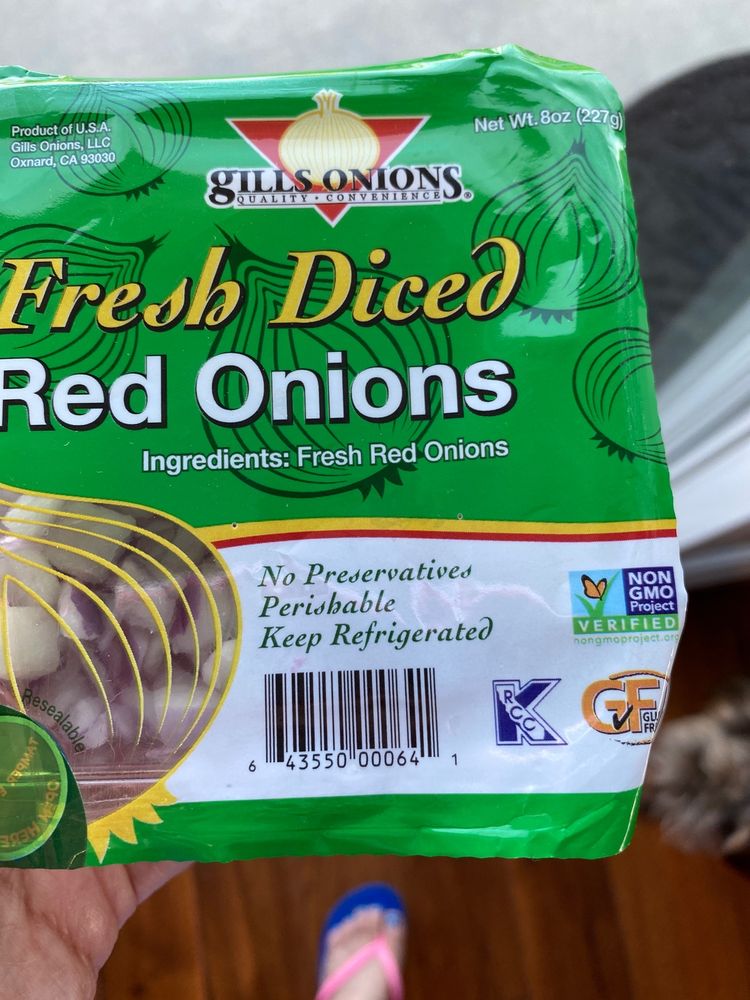 Product of U.S.A.
Gills Onions, LLC
Oxnard, CA 93030
Net Wt. 8oz (227g)
GILLS ONIONS®
QUALITY • CONVENIENCE
Fresh Diced
Red Onions
Ingredients: Fresh Red Onions
No Preservatives
Perishable
Keep Refrigerated
NON
GMO
Project
VERIFIED
nongmoproject.org
RCC
K
GF
Resealable
OPEN HERE
6 43550 00064 1